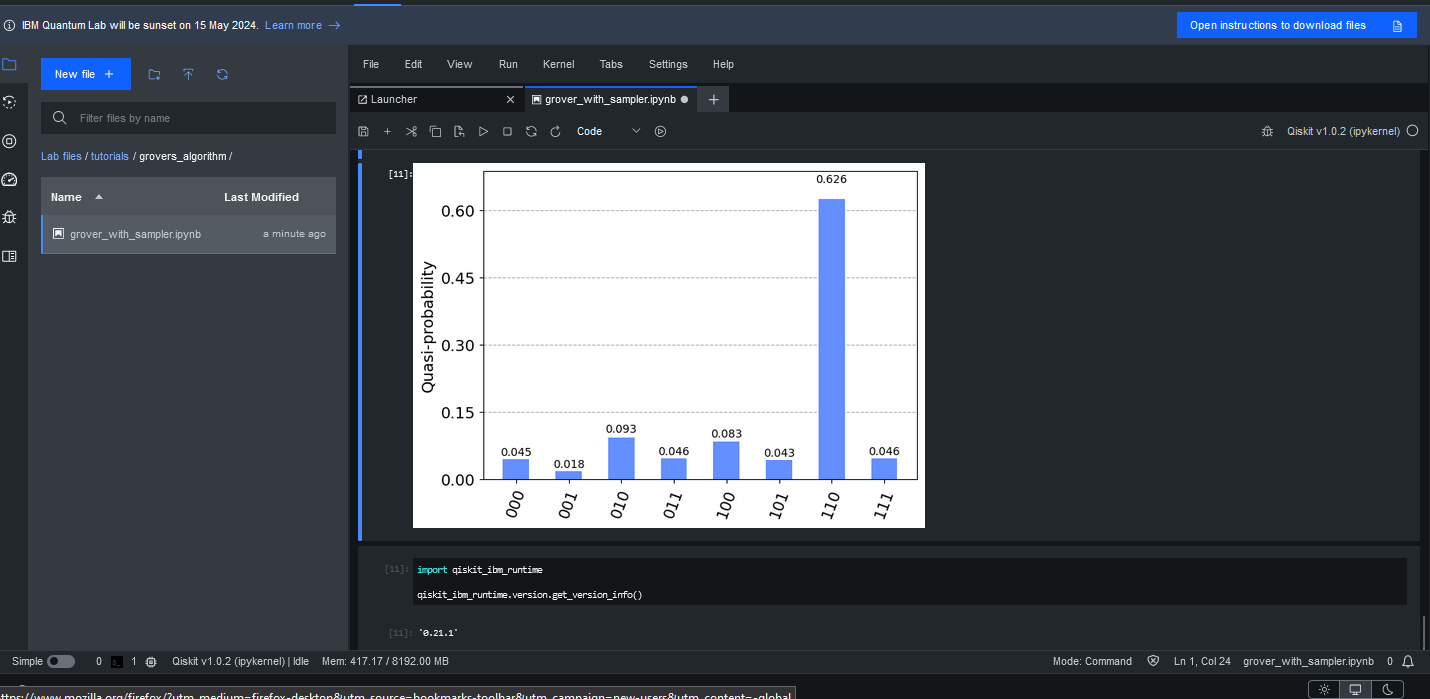 IBM Quantum Lab will be sunset on 15 May 2024. Learn more →
Open instructions to download files
New file +
Filter files by name
Lab files / tutorials / grovers_algorithm /
Name Last Modified
grover_with_sampler.ipynb a minute ago
File Edit View Run Kernel Tabs Settings Help
Launcher grover_with_sampler.ipynb
Code
Qiskit v1.0.2 (ipykernel)
[11]:
Quasi-probability
0.60
0.45
0.30
0.15
0.00
0.045
0.018
0.093
0.046
0.083
0.043
0.626
0.046
000 001 010 011 100 101 110 111
[11]: import qiskit_ibm_runtime
qiskit_ibm_runtime.version.get_version_info()
[11]: '0.21.1'
Simple 0 1 Qiskit v1.0.2 (ipykernel) | Idle Mem: 417.17 / 8192.00 MB
Mode: Command Ln 1, Col 24 grover_with_sampler.ipynb 0
ttps://www.mozilla.org/firefox/?utm_medium=firefox-desktop&utm_source=bookmarks-toolbar&utm_campaign=new-users&utm_content=-global